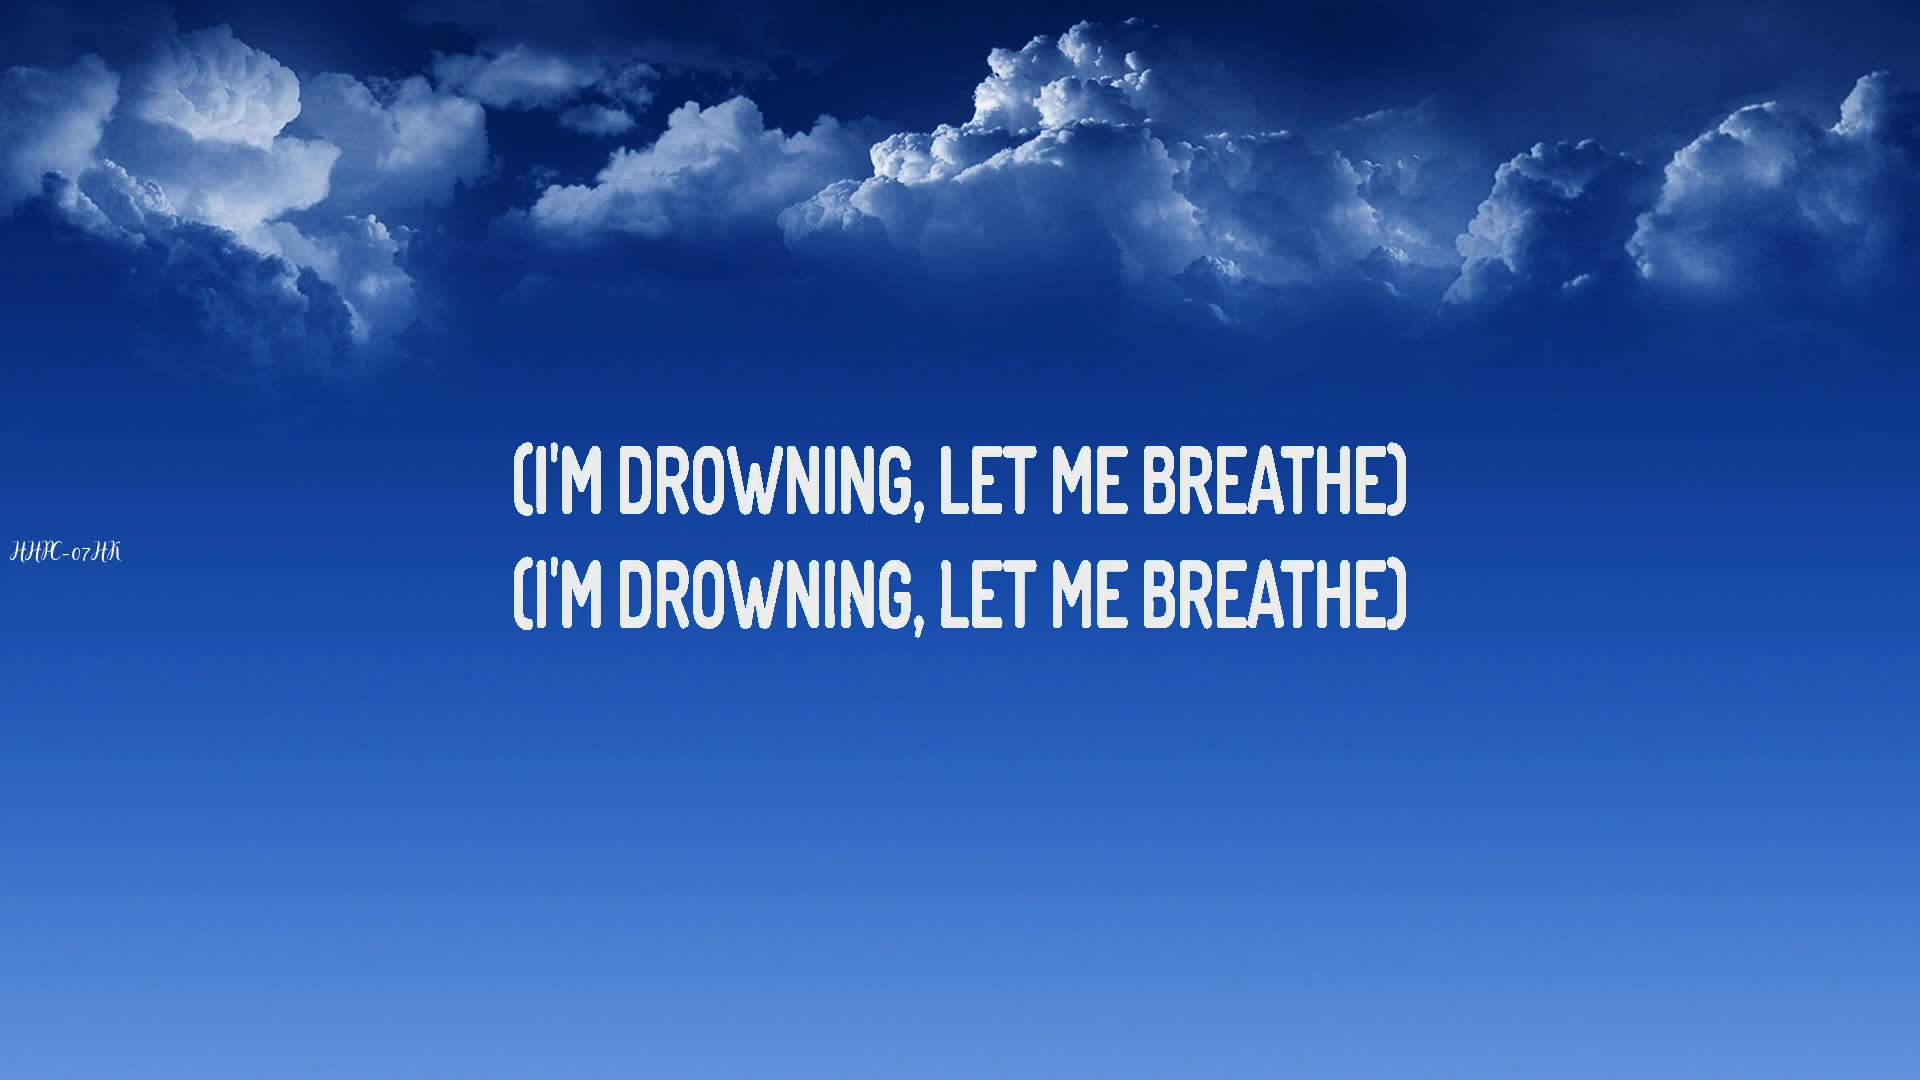 (I'M DROWNING, LET ME BREATHE)
HHPC-07HK
(I'M DROWNING, LET ME BREATHE)